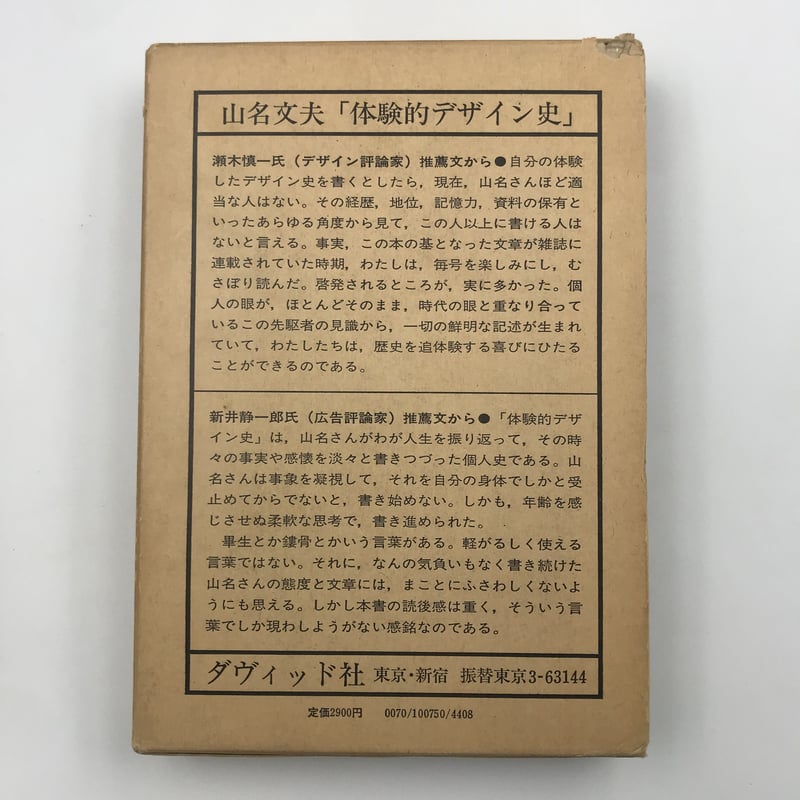 山名文夫「体験的デザイン史」
瀬木慎一氏（デザイン評論家）推薦文から●自分の体験
したデザイン史を書くとしたら，現在，山名さんほど適
当な人はない。その経歴，地位，記憶力，資料の保有と
いったあらゆる角度から見て，この人以上に書ける人は
ないと言える。事実，この本の基となった文章が雑誌に
連載されていた時期，わたしは，毎号を楽しみにし，む
さぼり読んだ。啓発されるところが，実に多かった。個
人の眼が，ほとんどそのまま，時代の眼と重なり合って
いるこの先駆者の見識から，一切の鮮明な記述が生まれ
ていて，わたしたちは，歴史を追体験する喜びにひたる
ことができるのである。
新井静一郎氏（広告評論家）推薦文から●「体験的デザ
イン史」は，山名さんがわが人生を振り返って，その時
々の事実や感懐を淡々と書きつづった個人史である。山
名さんは事象を凝視して，それを自分の身体でしかと受
止めてからでないと，書き始めない。しかも，年齢を感
じさせぬ柔軟な思考で，書き進められた。
畢生とか鏤骨とかいう言葉がある。軽がるしく使える
言葉ではない。それに，なんの気負いもなく書き続けた
山名さんの態度と文章には，まことにふさわしくないよ
うにも思える。しかし本書の読後感は重く，そういう言
葉でしか現わしようがない感銘なのである。
ダヴィッド社 東京・新宿 振替東京3-63144
定価2900円 0070/100750/4408